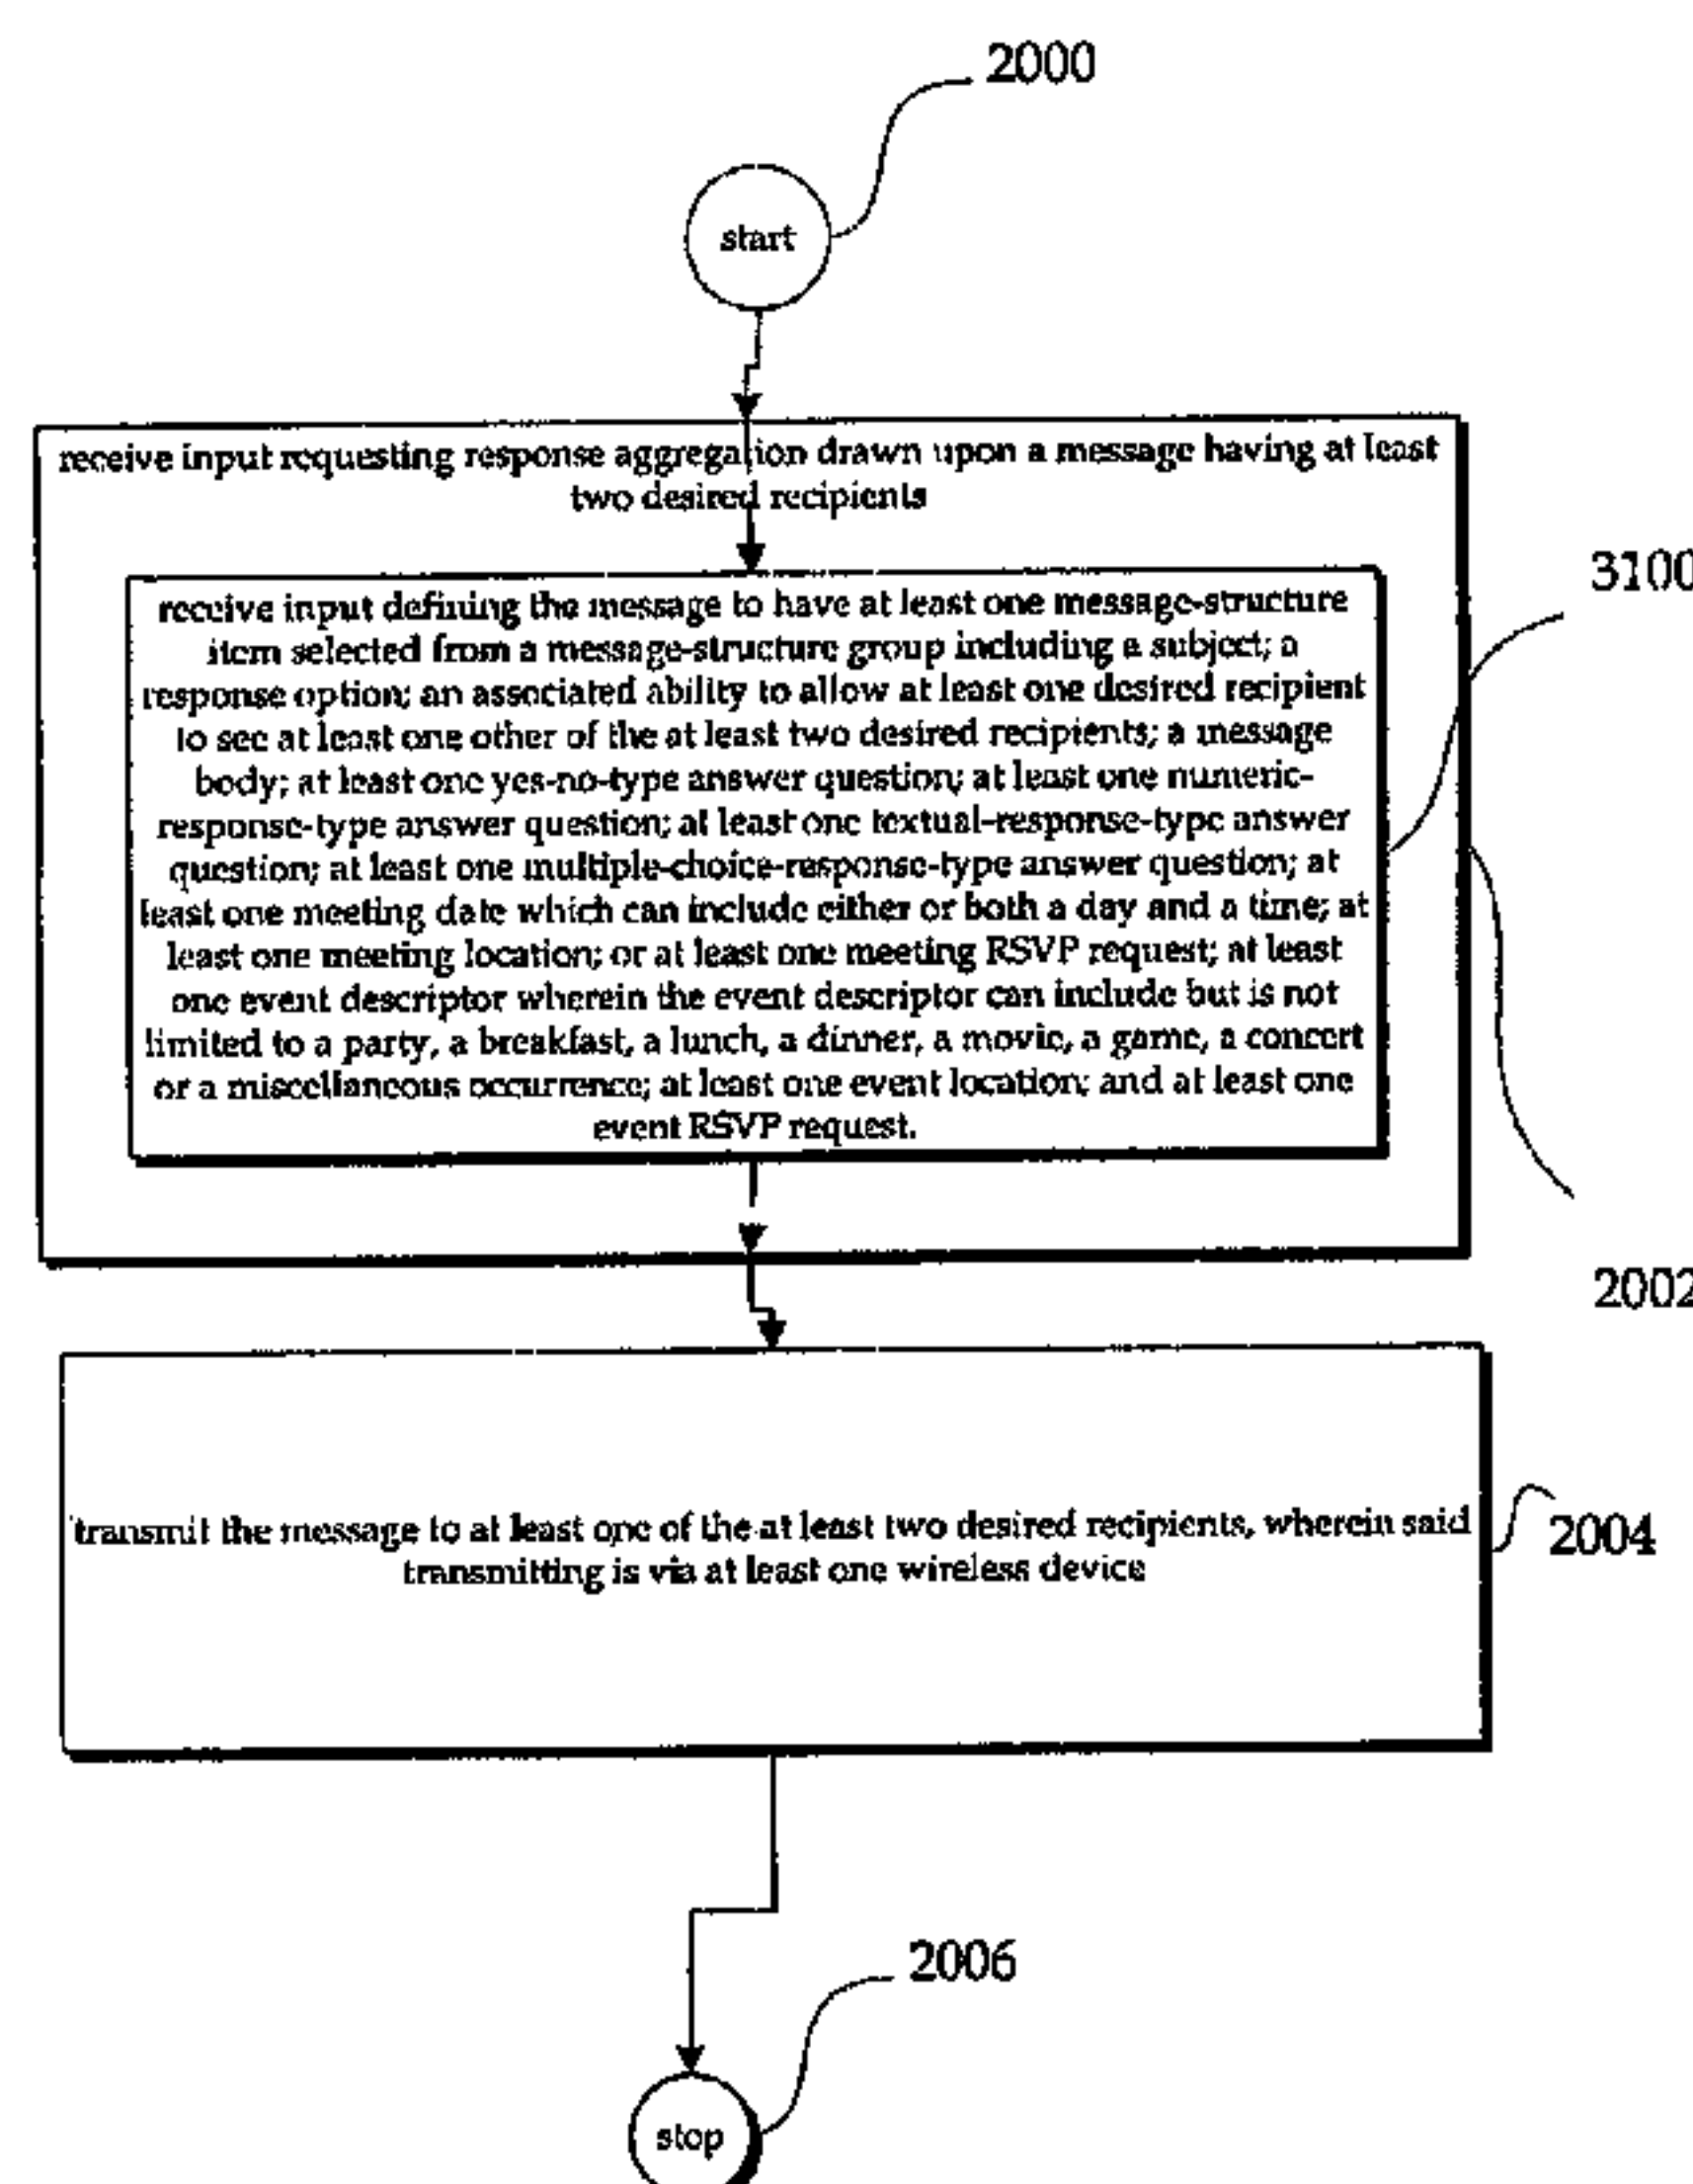 2000
start
receive input requesting response aggregation drawn upon a message having at least
two desired recipients
3100
receive input defining the message to have at least one message-structure
item selected from a message-structure group including a subject; a
response option; an associated ability to allow at least one desired recipient
to see at least one other of the at least two desired recipients; a message
body; at least one yes-no-type answer question; at least one numeric-
response-type answer question; at least one textual-response-type answer
question; at least one multiple-choice-response-type answer question; at
least one meeting date which can include either or both a day and a time; at
least one meeting location; or at least one meeting RSVP request; at least
one event descriptor wherein the event descriptor can include but is not
limited to a party, a breakfast, a lunch, a dinner, a movie, a game, a concert
or a miscellaneous occurrence; at least one event location; and at least one
event RSVP request.
2002
transmit the message to at least one of the at least two desired recipients, wherein said
transmitting is via at least one wireless device
2004
2006
stop